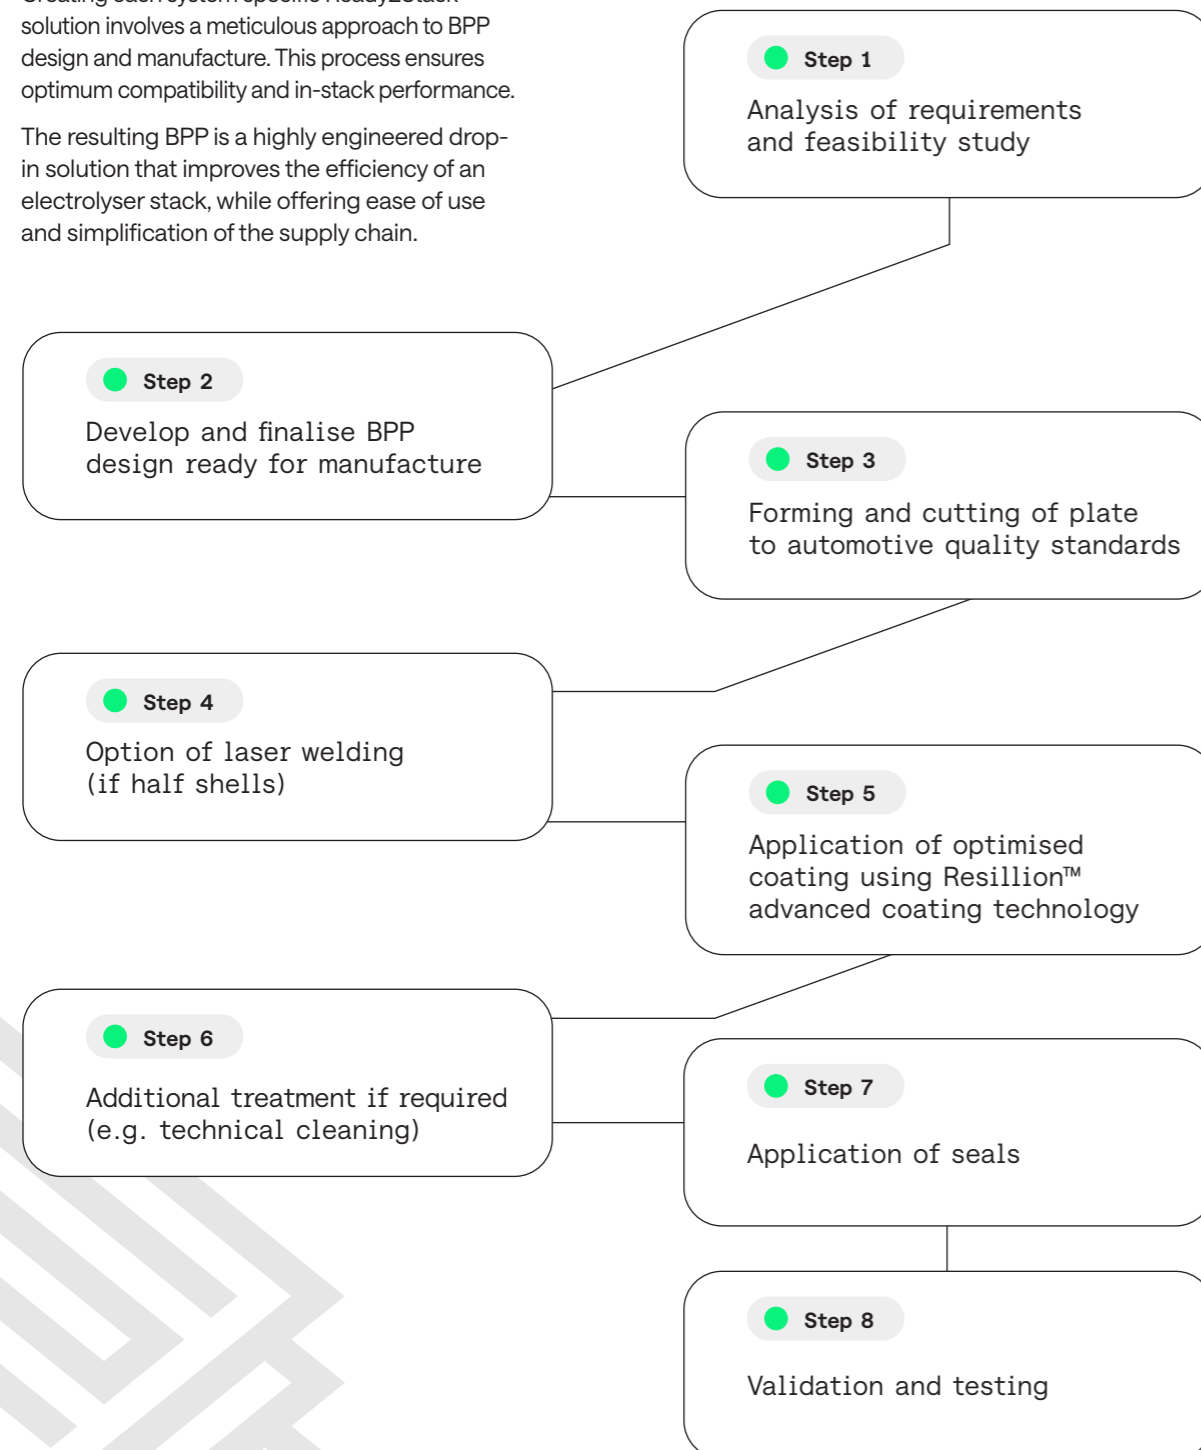 Creating each system specific Ready2Stack
solution involves a meticulous approach to BPP
design and manufacture. This process ensures
optimum compatibility and in-stack performance.
The resulting BPP is a highly engineered drop-
in solution that improves the efficiency of an
electrolyser stack, while offering ease of use
and simplification of the supply chain.
Step 1
Analysis of requirements
and feasibility study
Step 2
Develop and finalise BPP
design ready for manufacture
Step 3
Forming and cutting of plate
to automotive quality standards
Step 4
Option of laser welding
(if half shells)
Step 5
Application of optimised
coating using Resillion™
advanced coating technology
Step 6
Additional treatment if required
(e.g. technical cleaning)
Step 7
Application of seals
Step 8
Validation and testing